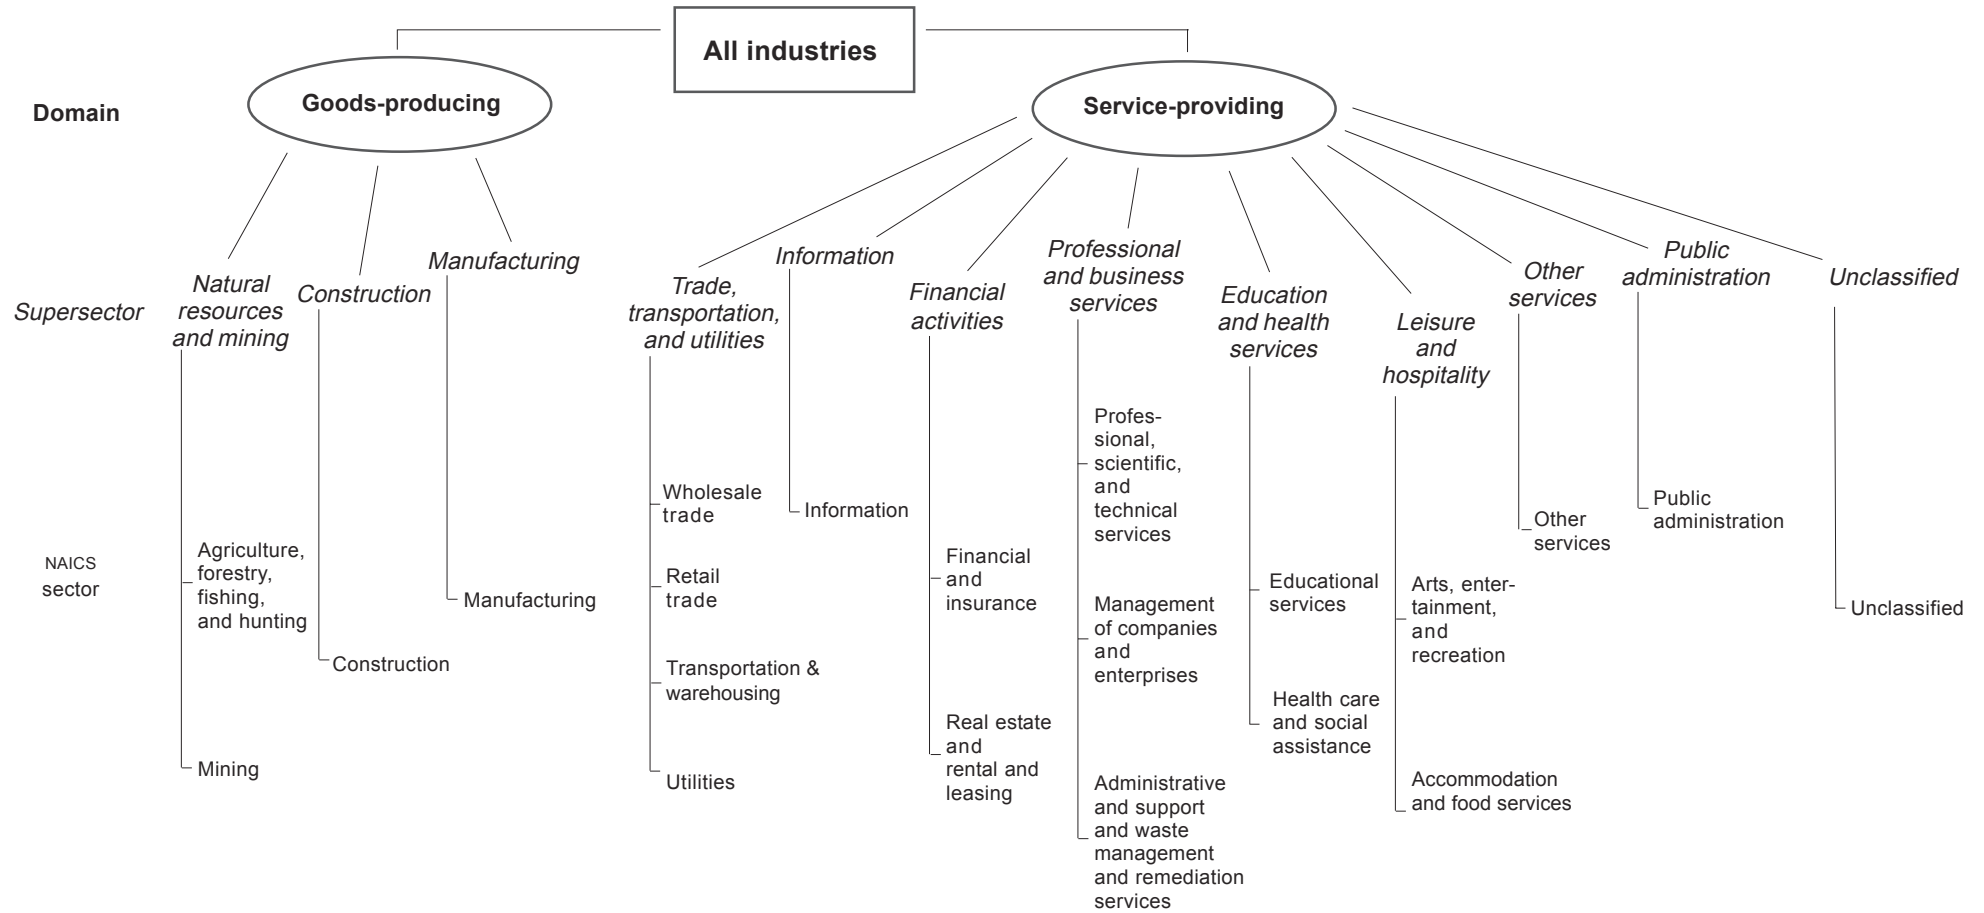 All industries
Domain
Goods-producing
Service-providing
Supersector
Natural
resources
and mining
Construction
Manufacturing
Trade,
transportation,
and utilities
Information
Financial
activities
Professional
and business
services
Education
and health
services
Leisure
and
hospitality
Other
services
Public
administration
Unclassified
NAICS
sector
Agriculture,
forestry,
fishing,
and hunting
Mining
Construction
Manufacturing
Wholesale
trade
Retail
trade
Transportation &
warehousing
Utilities
Information
Financial
and
insurance
Real estate
and
rental and
leasing
Profes-
sional,
scientific,
and
technical
services
Management
of companies
and
enterprises
Administrative
and support
and waste
management
and remediation
services
Educational
services
Health care
and social
assistance
Arts, enter-
tainment,
and
recreation
Accommodation
and food services
Other
services
Public
administration
Unclassified